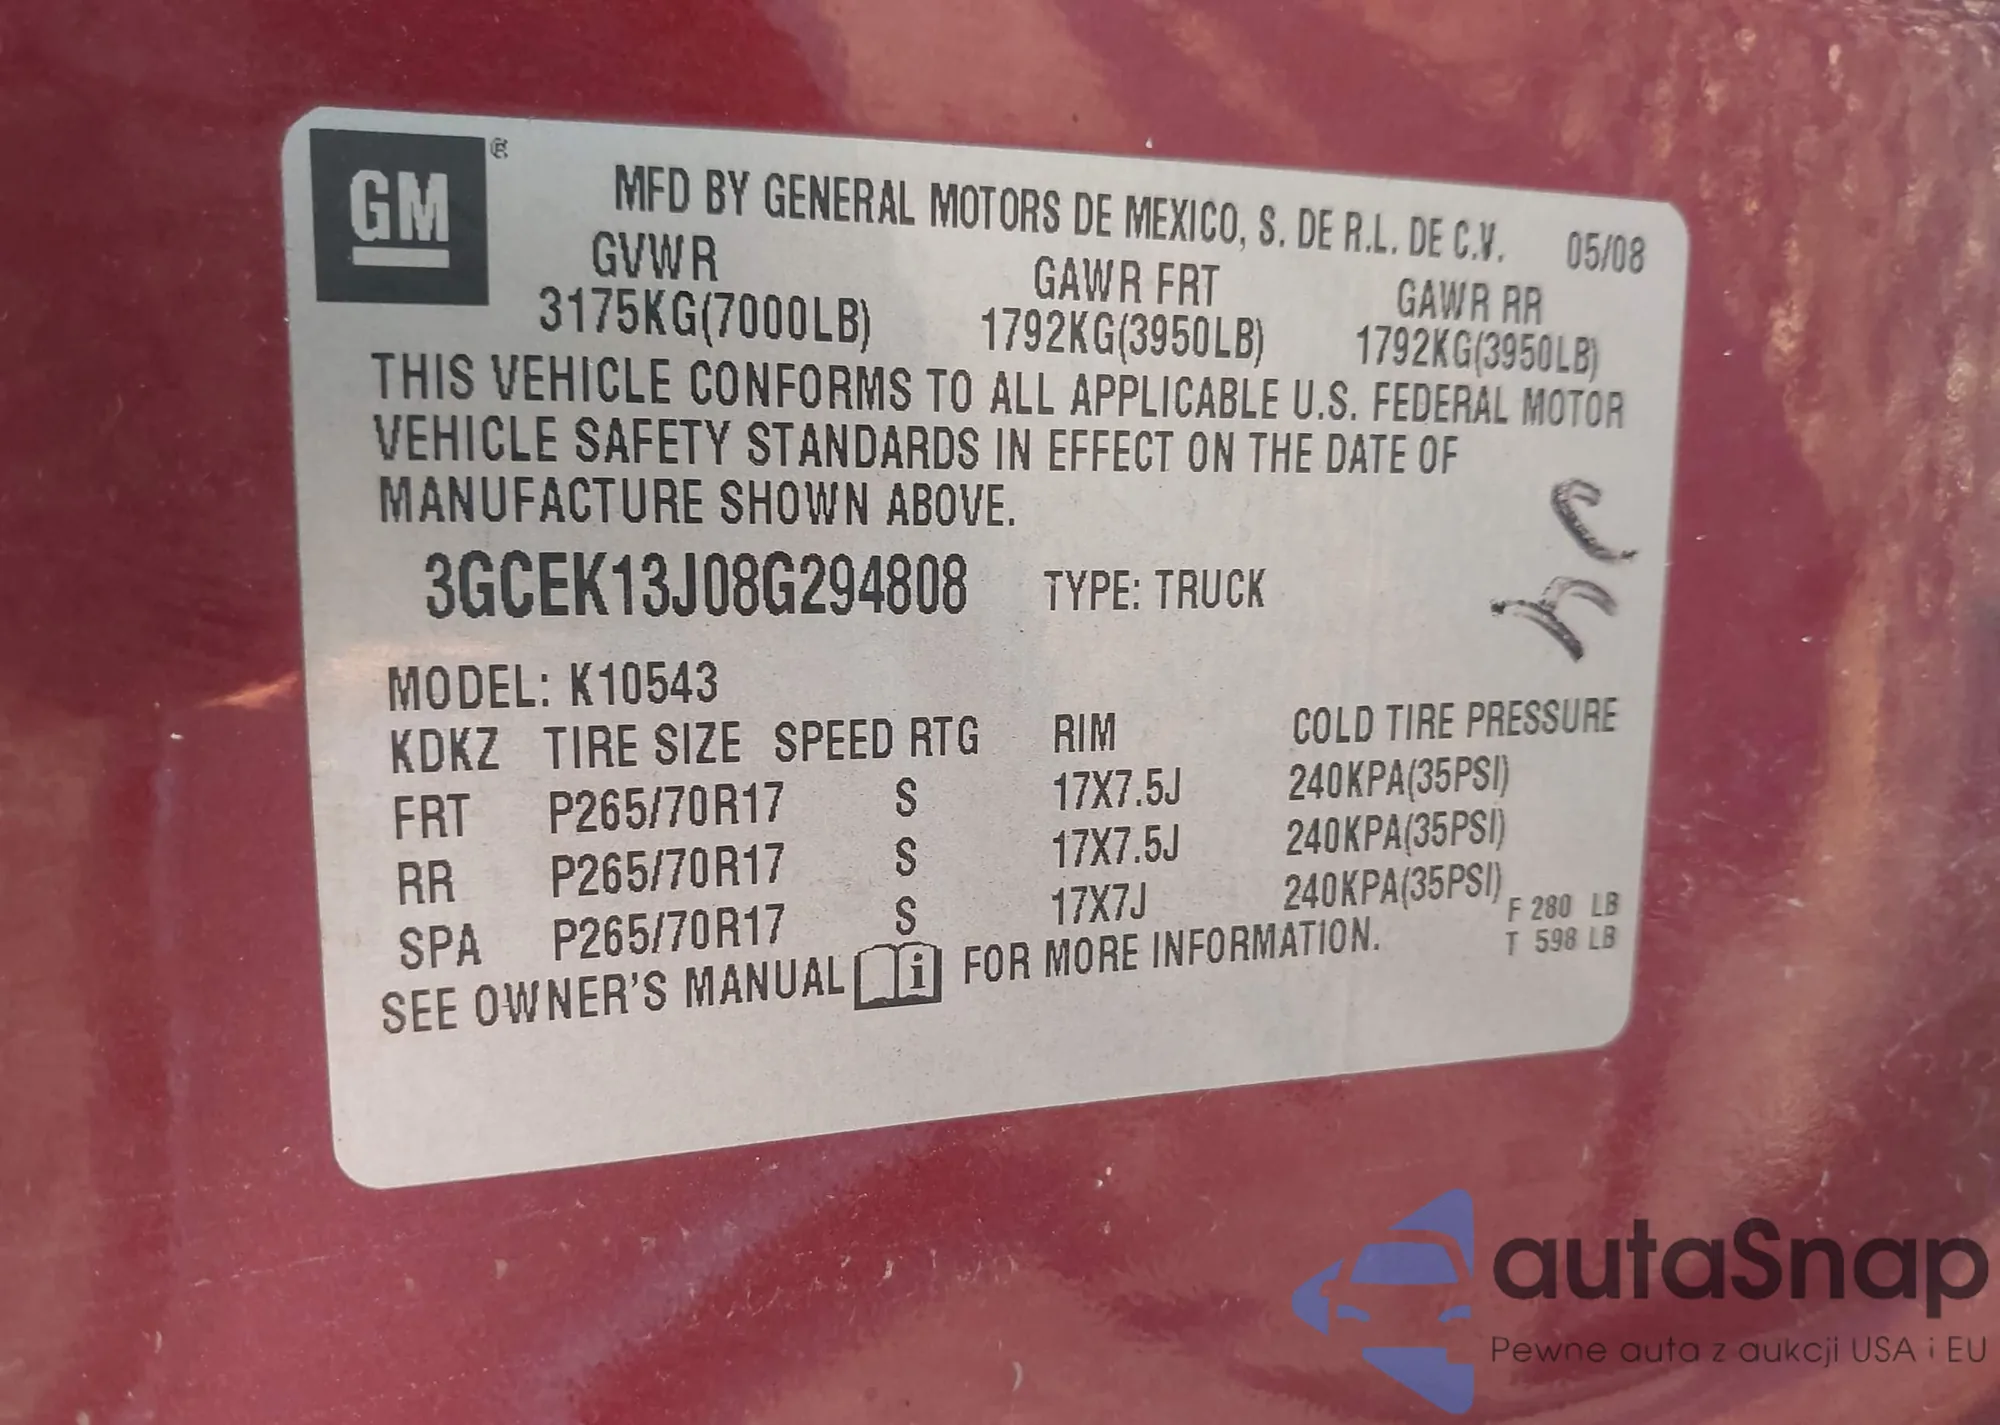 GM ®
MFD BY GENERAL MOTORS DE MEXICO, S. DE R.L. DE C.V. 05/08
GVWR GAWR FRT GAWR RR
3175KG(7000LB) 1792KG(3950LB) 1792KG(3950LB)
THIS VEHICLE CONFORMS TO ALL APPLICABLE U.S. FEDERAL MOTOR
VEHICLE SAFETY STANDARDS IN EFFECT ON THE DATE OF
MANUFACTURE SHOWN ABOVE.
3GCEK13J08G294808 TYPE: TRUCK
MODEL: K10543
KDKZ TIRE SIZE SPEED RTG RIM COLD TIRE PRESSURE
FRT P265/70R17 S 17X7.5J 240KPA(35PSI)
RR P265/70R17 S 17X7.5J 240KPA(35PSI)
SPA P265/70R17 S 17X7J 240KPA(35PSI)
F 280 LB
T 598 LB
SEE OWNER'S MANUAL i FOR MORE INFORMATION.
autaSnap
Pewne auta z aukcji USA i EU